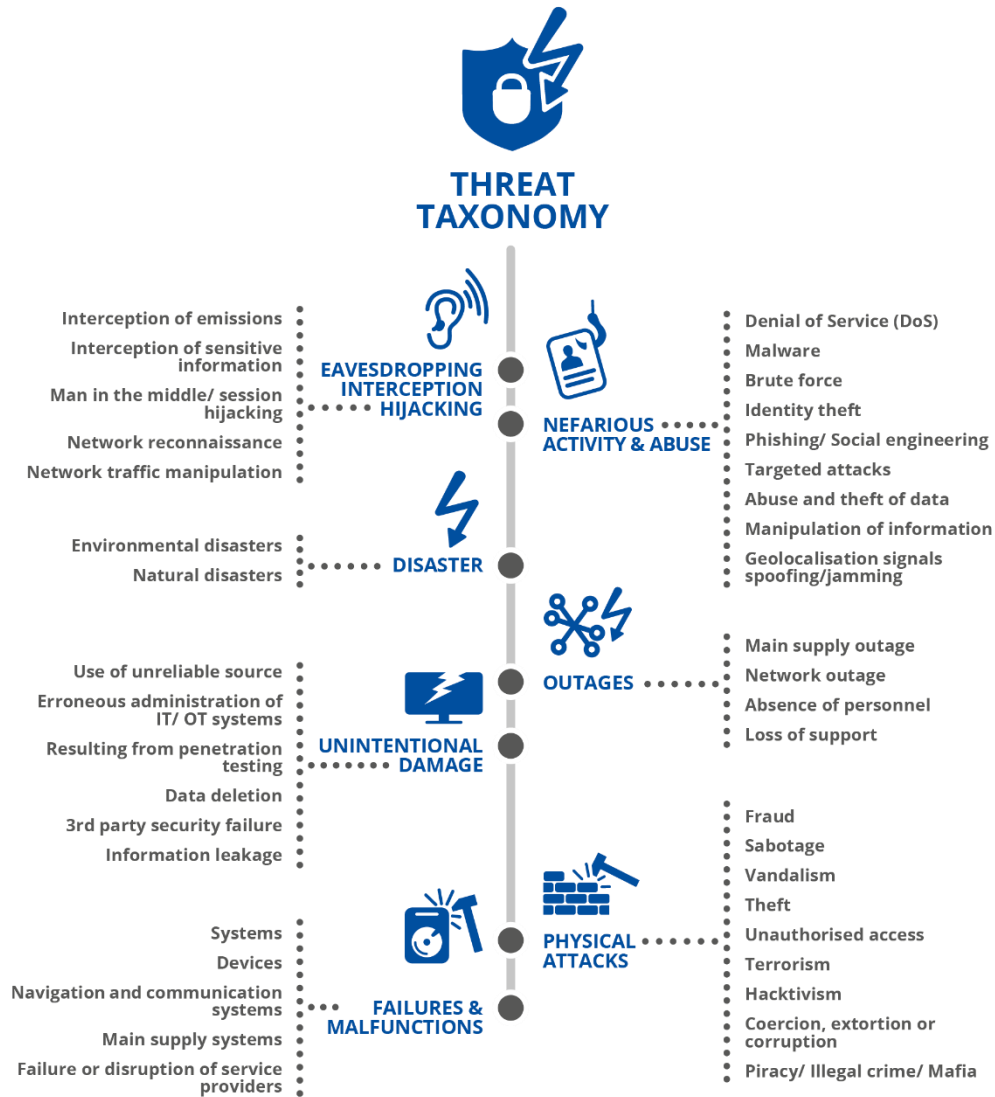 THREAT
TAXONOMY
EAVESDROPPING
INTERCEPTION
HIJACKING
Interception of emissions
Interception of sensitive
information
Man in the middle/ session
hijacking
Network reconnaissance
Network traffic manipulation
NEFARIOUS
ACTIVITY & ABUSE
Denial of Service (DoS)
Malware
Brute force
Identity theft
Phishing/ Social engineering
Targeted attacks
Abuse and theft of data
Manipulation of information
Geolocalisation signals
spoofing/jamming
DISASTER
Environmental disasters
Natural disasters
OUTAGES
Main supply outage
Network outage
Absence of personnel
Loss of support
UNINTENTIONAL
DAMAGE
Use of unreliable source
Erroneous administration of
IT/ OT systems
Resulting from penetration
testing
Data deletion
3rd party security failure
Information leakage
PHYSICAL
ATTACKS
Fraud
Sabotage
Vandalism
Theft
Unauthorised access
Terrorism
Hacktivism
Coercion, extortion or
corruption
Piracy/ Illegal crime/ Mafia
FAILURES &
MALFUNCTIONS
Systems
Devices
Navigation and communication
systems
Main supply systems
Failure or disruption of service
providers